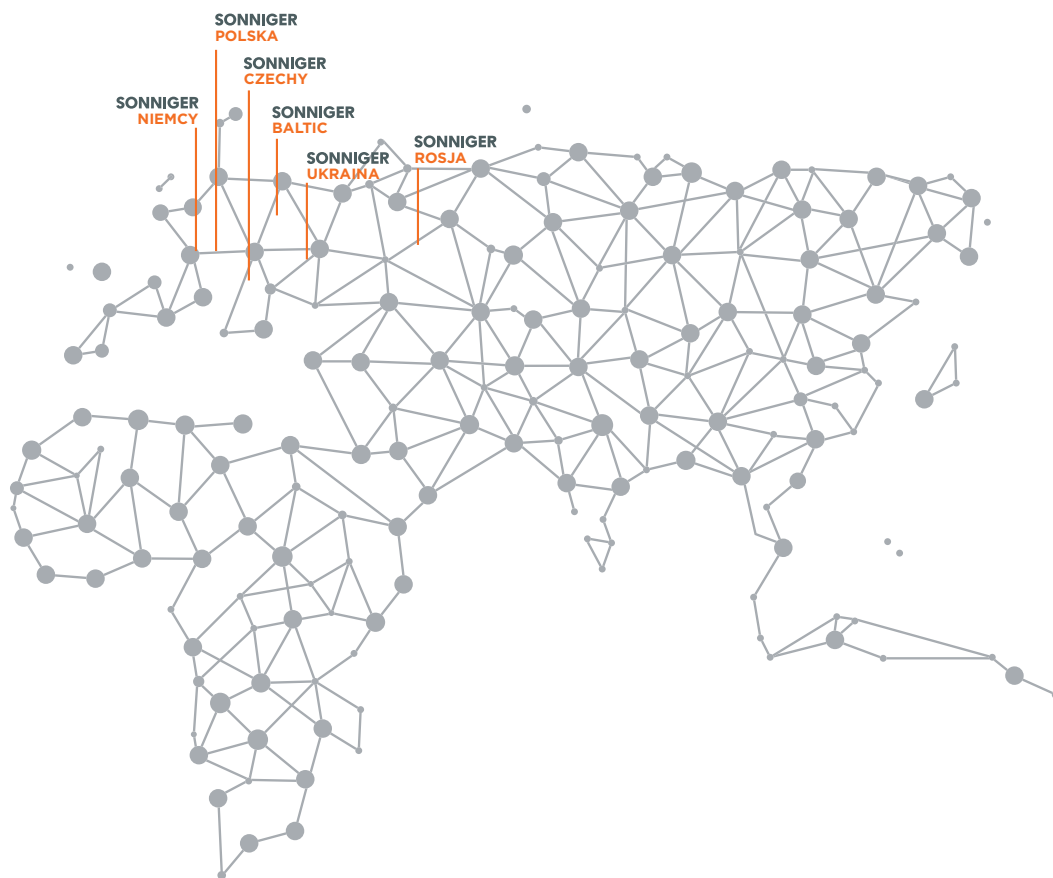 SONNIGER
POLSKA
SONNIGER
CZECHY
SONNIGER
NIEMCY
SONNIGER
BALTIC
SONNIGER
UKRAINA
SONNIGER
ROSJA